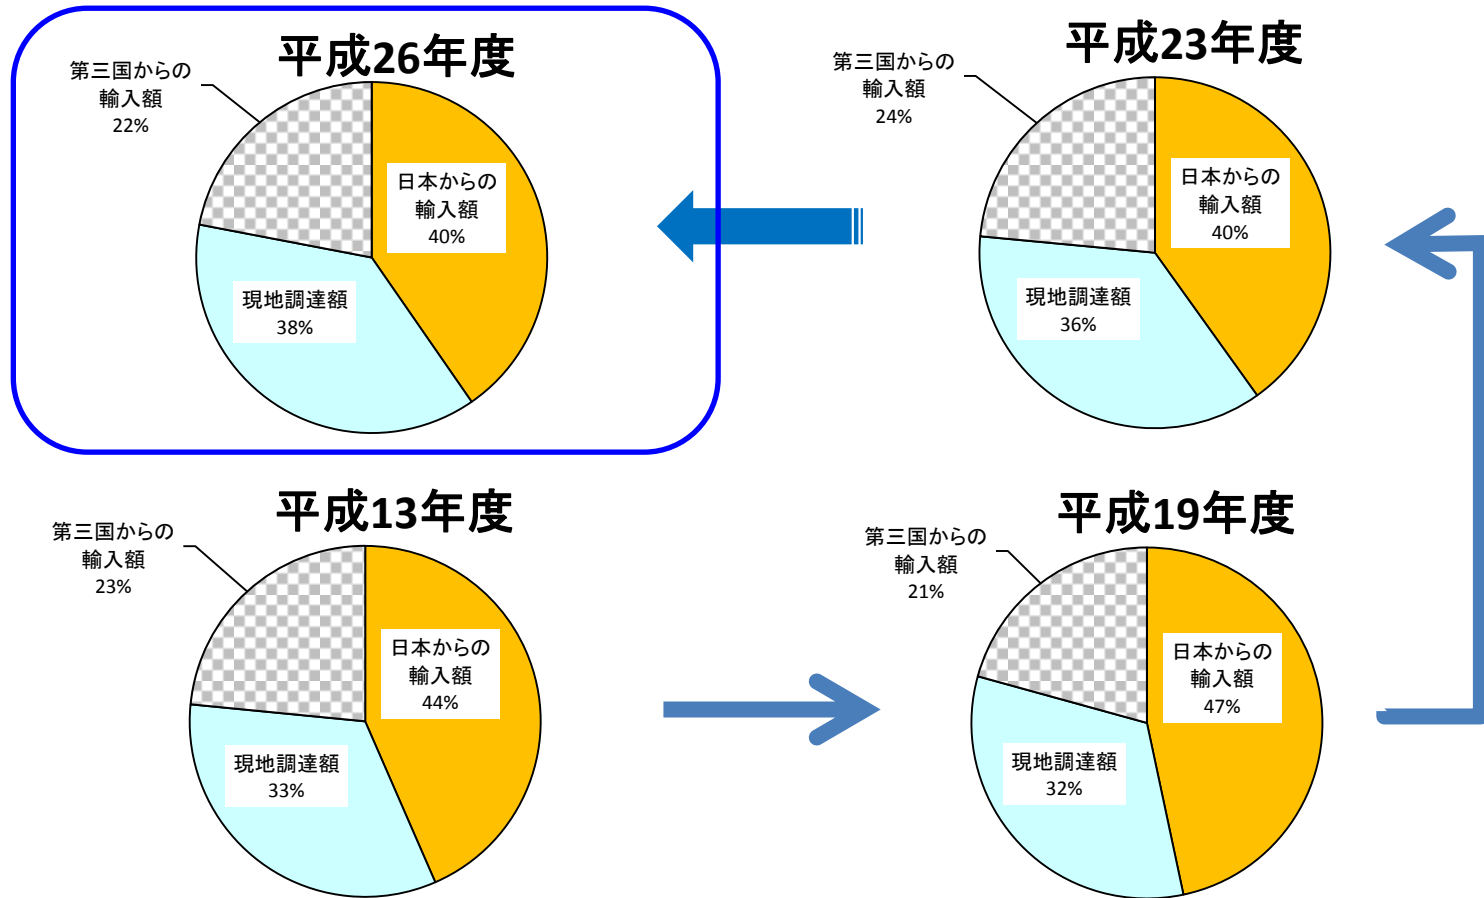 平成26年度
第三国からの
輸入額
22%
日本からの
輸入額
40%
現地調達額
38%
平成23年度
第三国からの
輸入額
24%
日本からの
輸入額
40%
現地調達額
36%
平成13年度
第三国からの
輸入額
23%
日本からの
輸入額
44%
現地調達額
33%
平成19年度
第三国からの
輸入額
21%
日本からの
輸入額
47%
現地調達額
32%